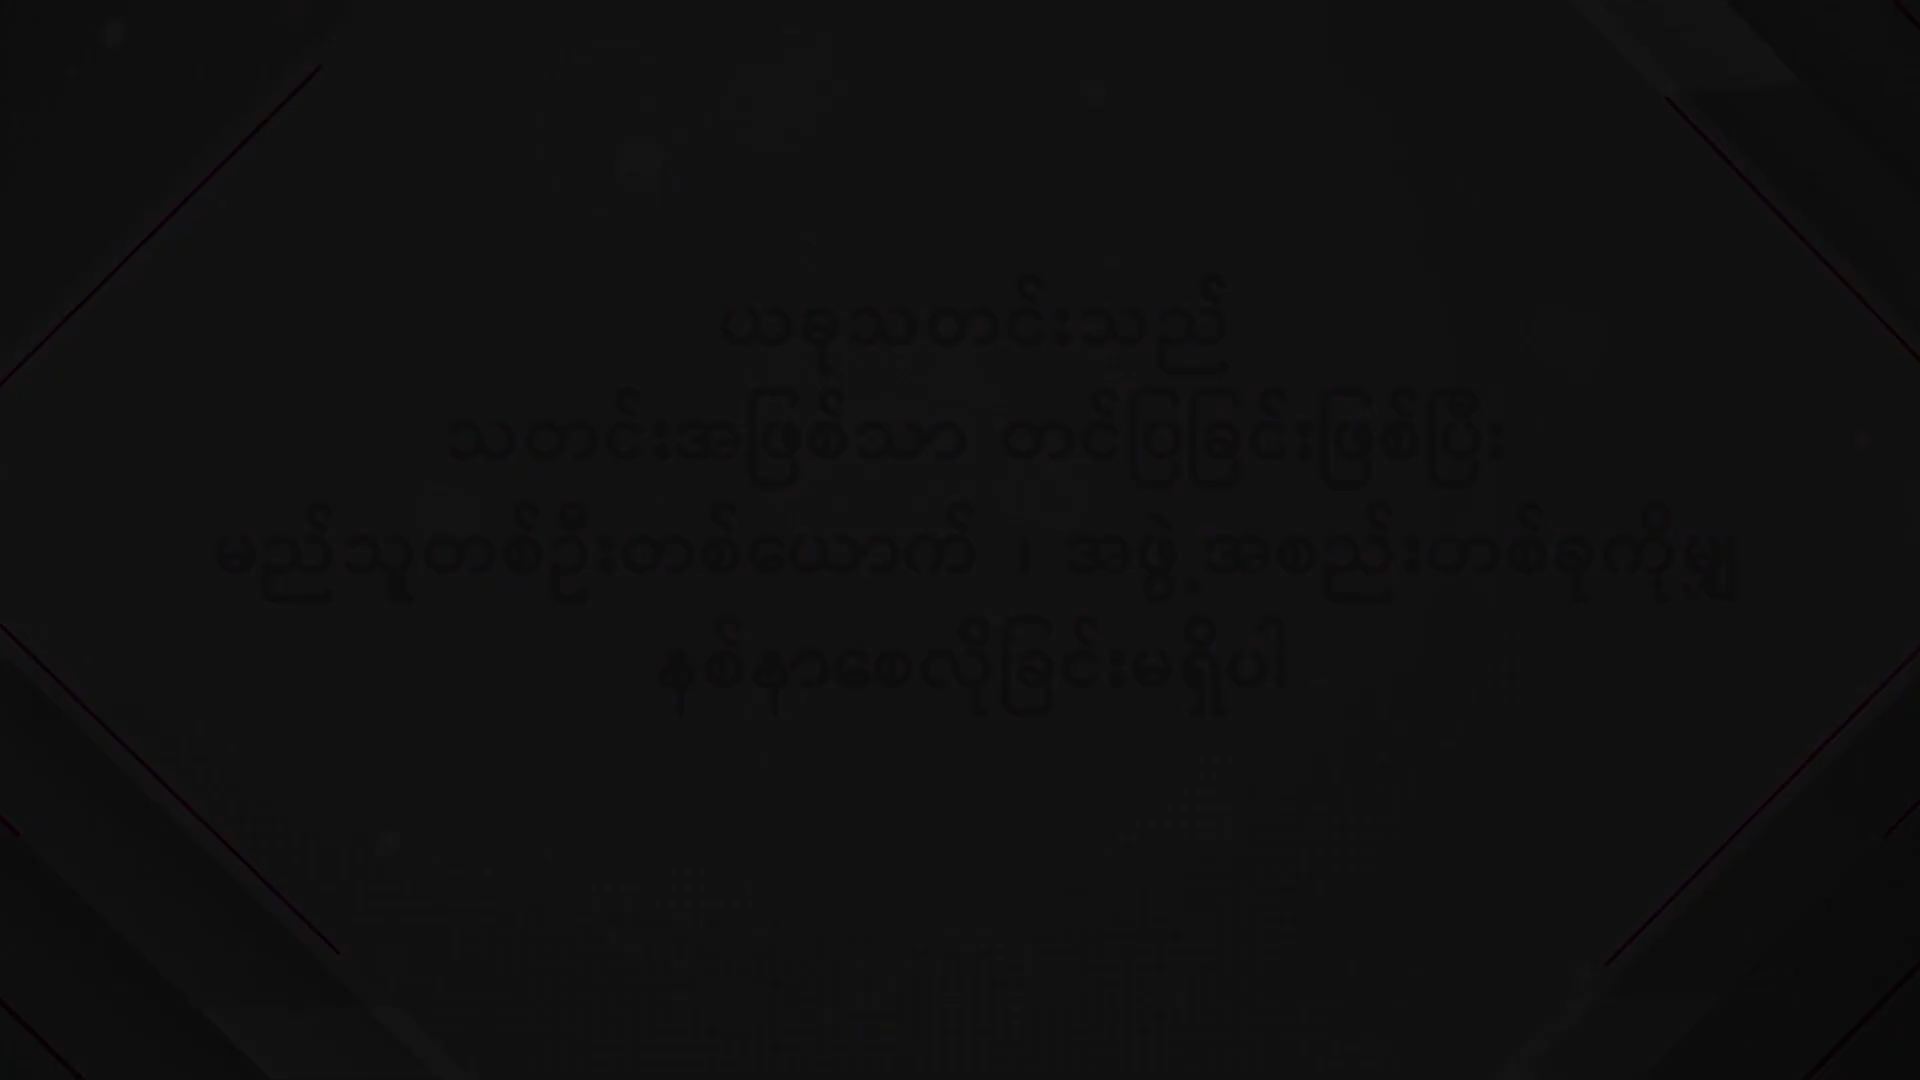 ယခုသတင်းသည်
သတင်းအဖြစ်သာ တင်ပြခြင်းဖြစ်ပြီး
မည်သူတစ်ဦးတစ်ယောက် ၊ အဖွဲ့အစည်းတစ်ခုကိုမျှ
နစ်နာစေလိုခြင်းမရှိပါ